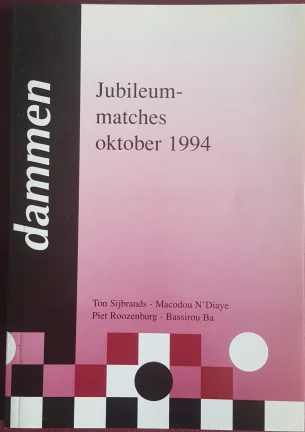 dammen
Jubileum-
matches
oktober 1994
Ton Sijbrands - Macodou N'Diaye
Piet Roozenburg - Bassirou Ba